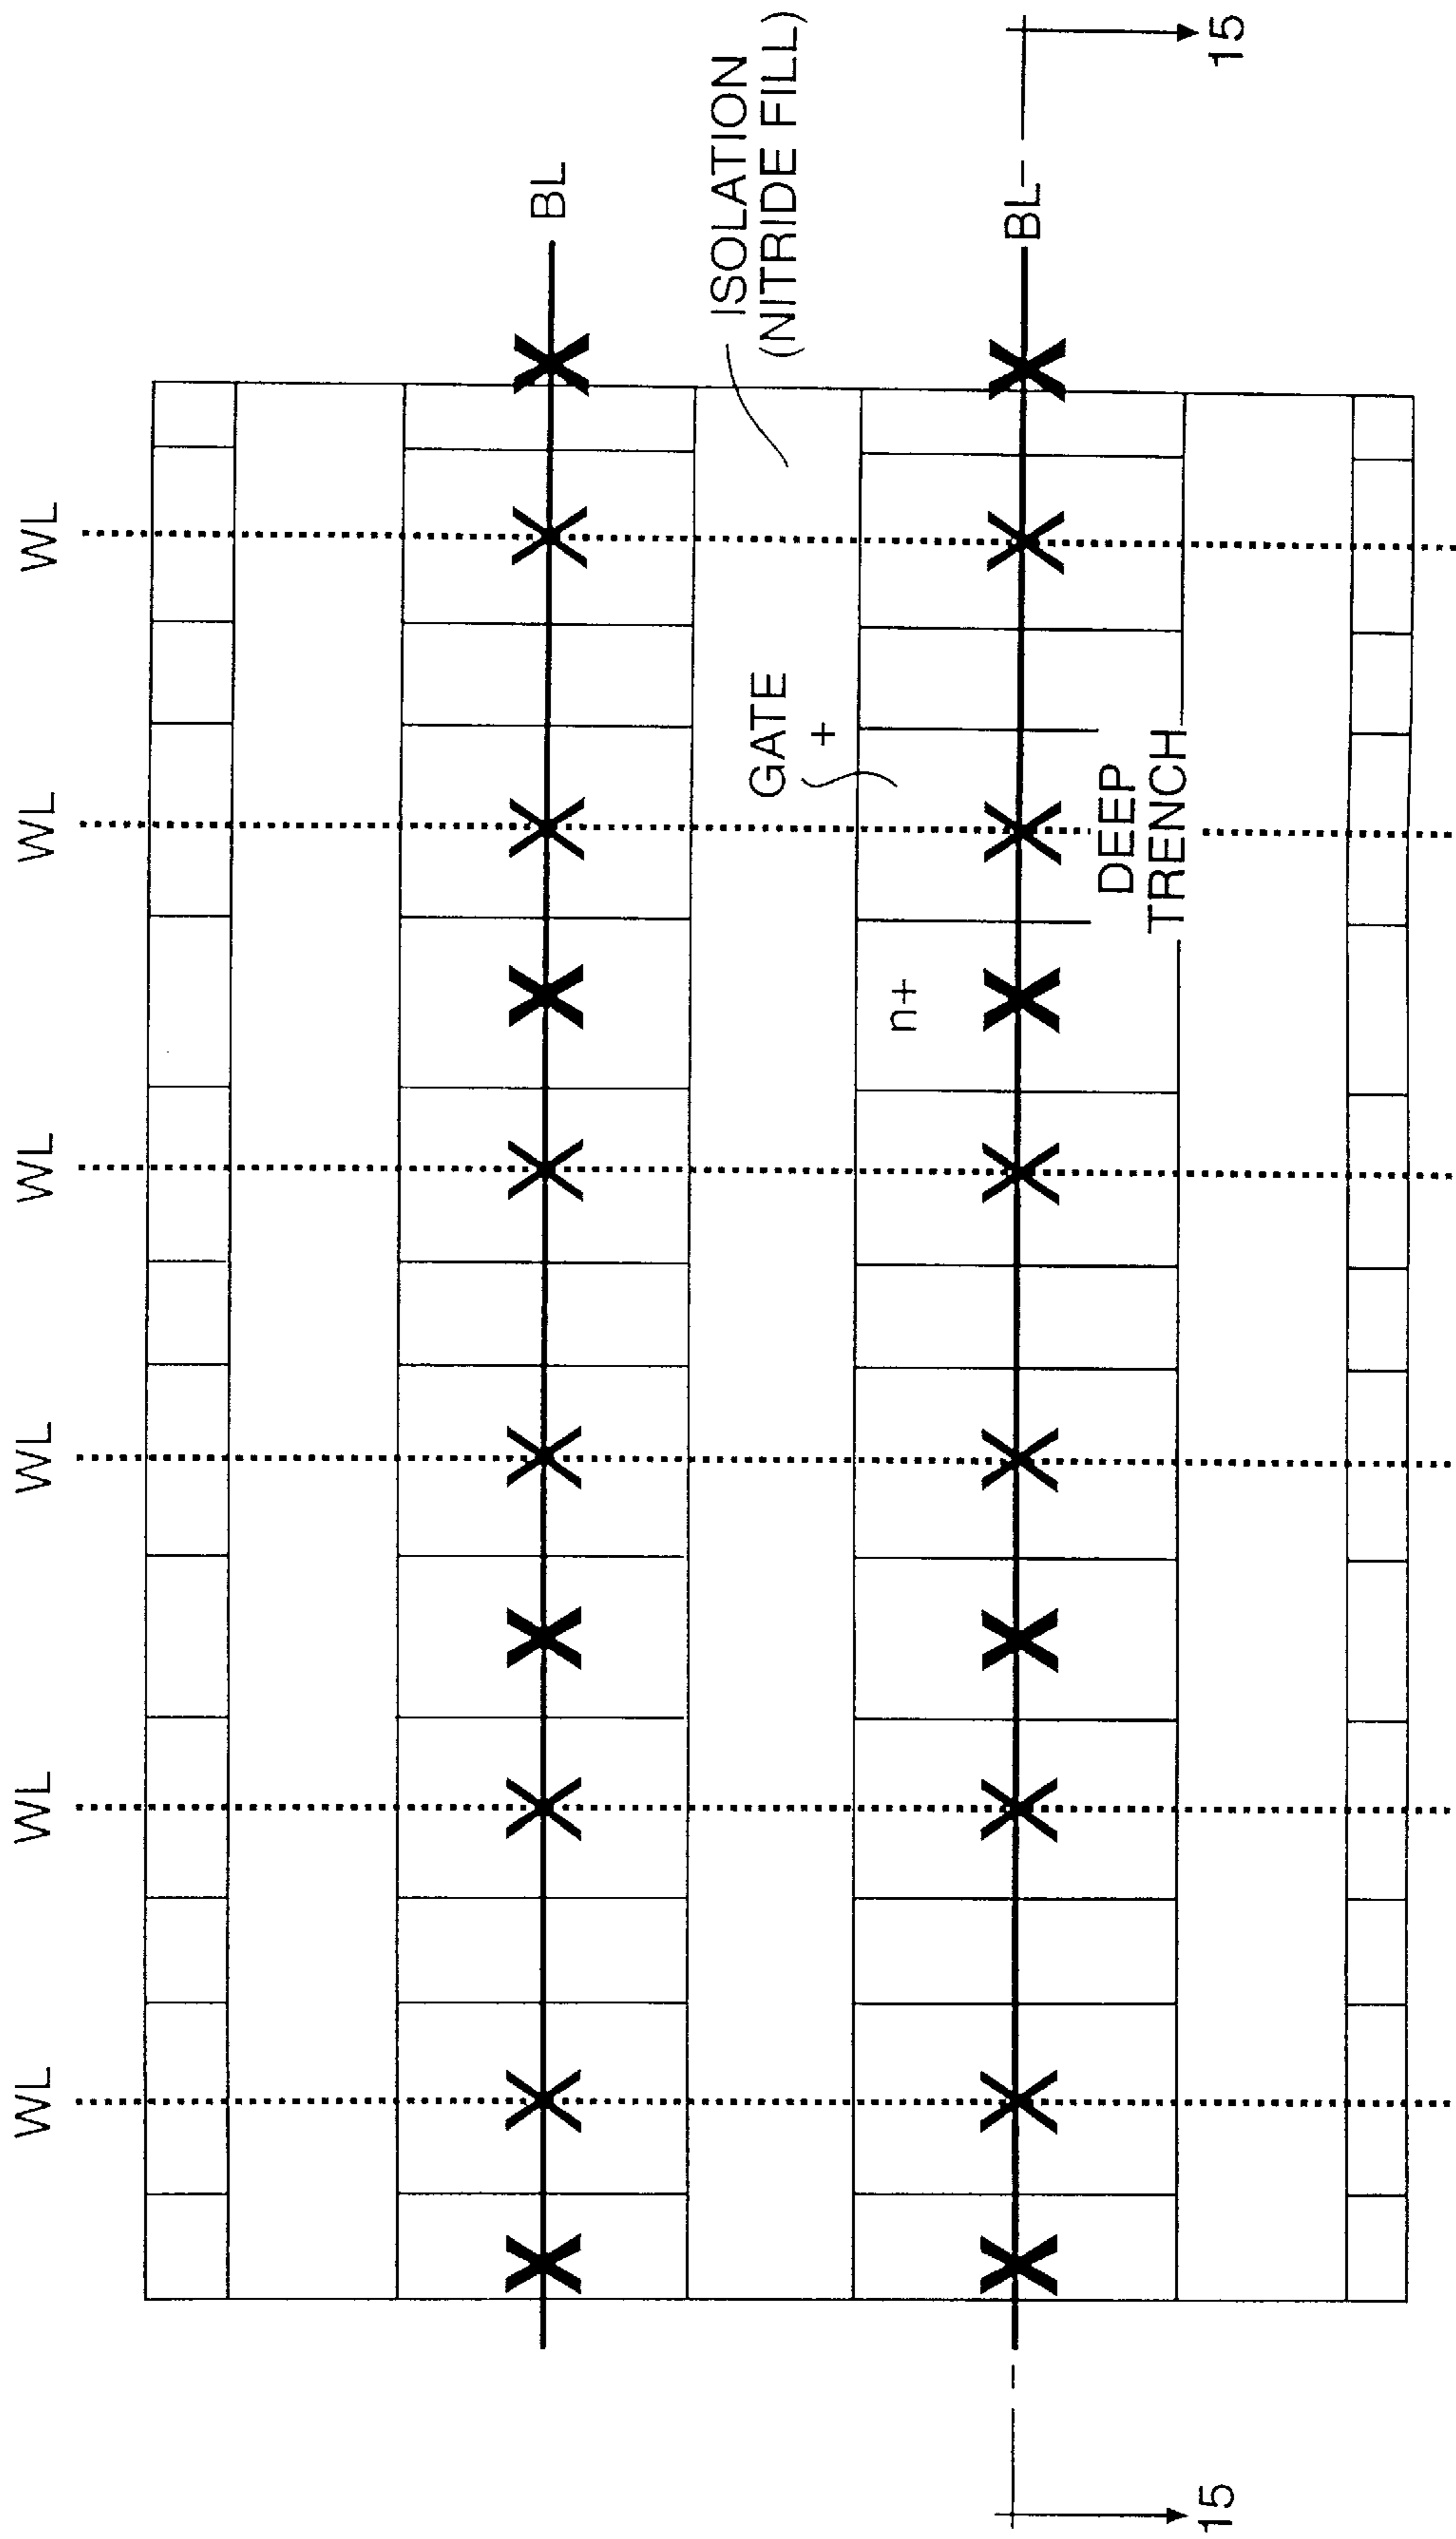 WL
WL
WL
WL
WL
WL
BL
ISOLATION
(NITRIDE FILL)
GATE
+
n+
BL
DEEP
TRENCH
15
15